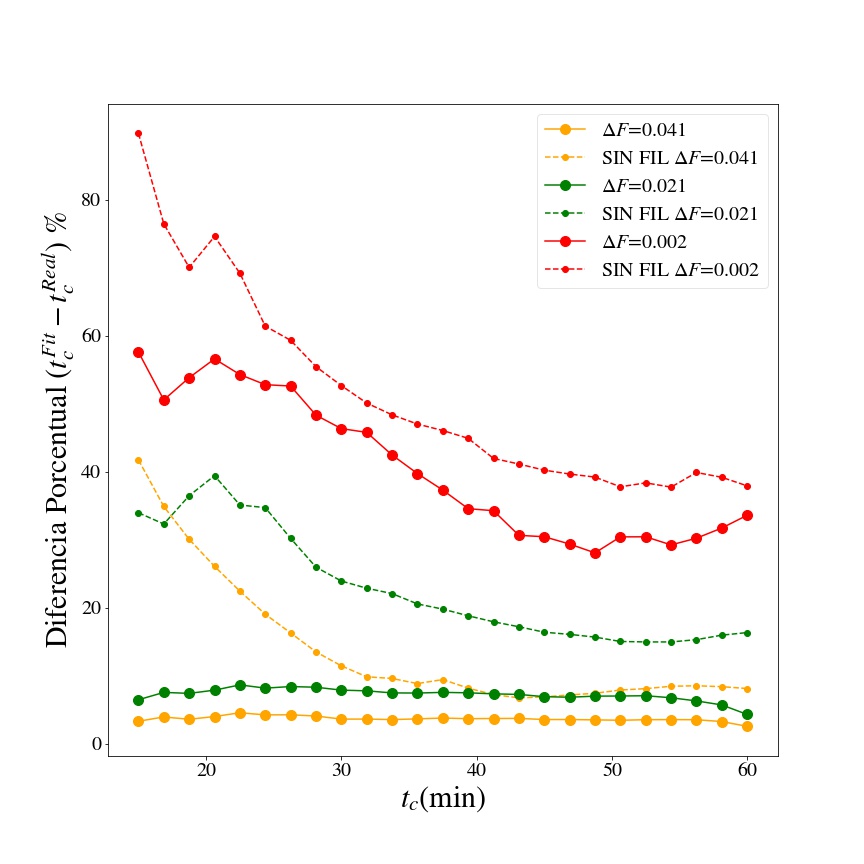 ΔF=0.041
SIN FIL ΔF=0.041
ΔF=0.021
SIN FIL ΔF=0.021
ΔF=0.002
SIN FIL ΔF=0.002
Diferencia Porcentual (t_c^{Fit} − t_c^{Real}) %
80
60
40
20
0
20 30 40 50 60
t_c(min)